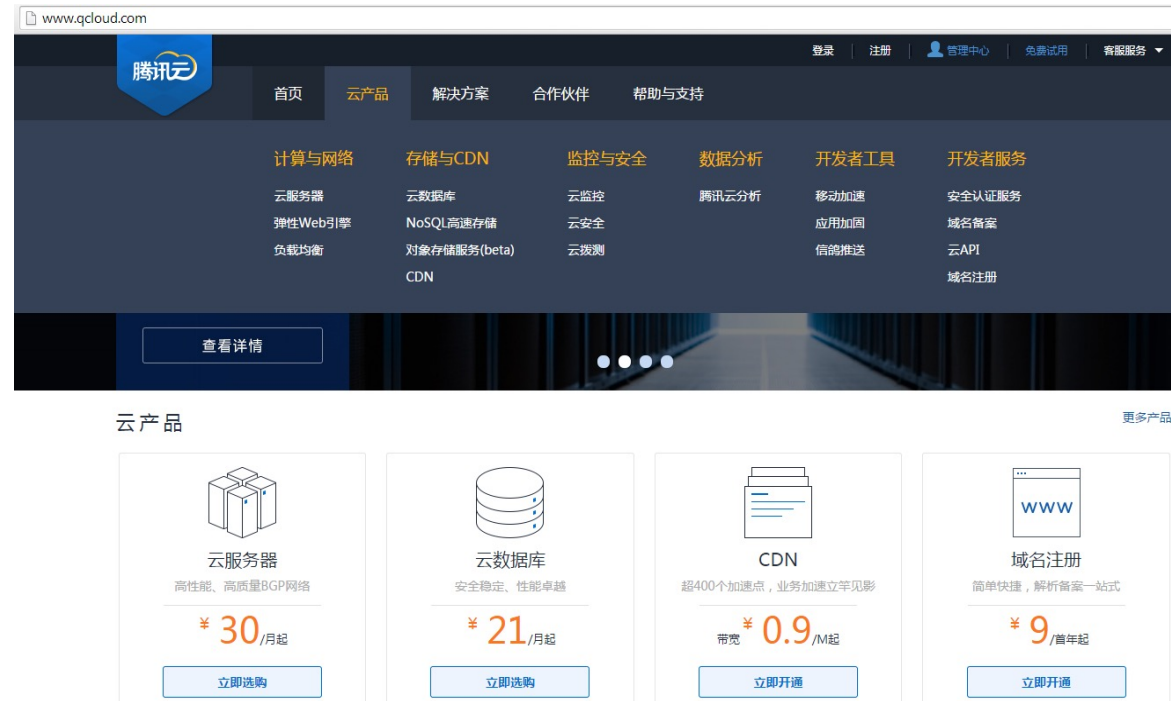 www.qcloud.com
登录 注册 管理中心 免费试用 客服服务
腾讯云
首页 云产品 解决方案 合作伙伴 帮助与支持
计算与网络 存储与CDN 监控与安全 数据分析 开发者工具 开发者服务
云服务器 云数据库 云监控 腾讯云分析 移动加速 安全认证服务
弹性Web引擎 NoSQL高速存储 云安全 应用加固 域名备案
负载均衡 对象存储服务(beta) 云拨测 信鸽推送 云API
CDN 域名注册
查看详情
云产品 更多产品
www
云服务器 云数据库 CDN 域名注册
高性能、高质量BGP网络 安全稳定、性能卓越 超400个加速点，业务加速立竿见影 简单快捷，解析备案一站式
¥ 30/月起 ¥ 21/月起 带宽 ¥ 0.9/M起 ¥ 9/首年起
立即选购 立即选购 立即开通 立即开通